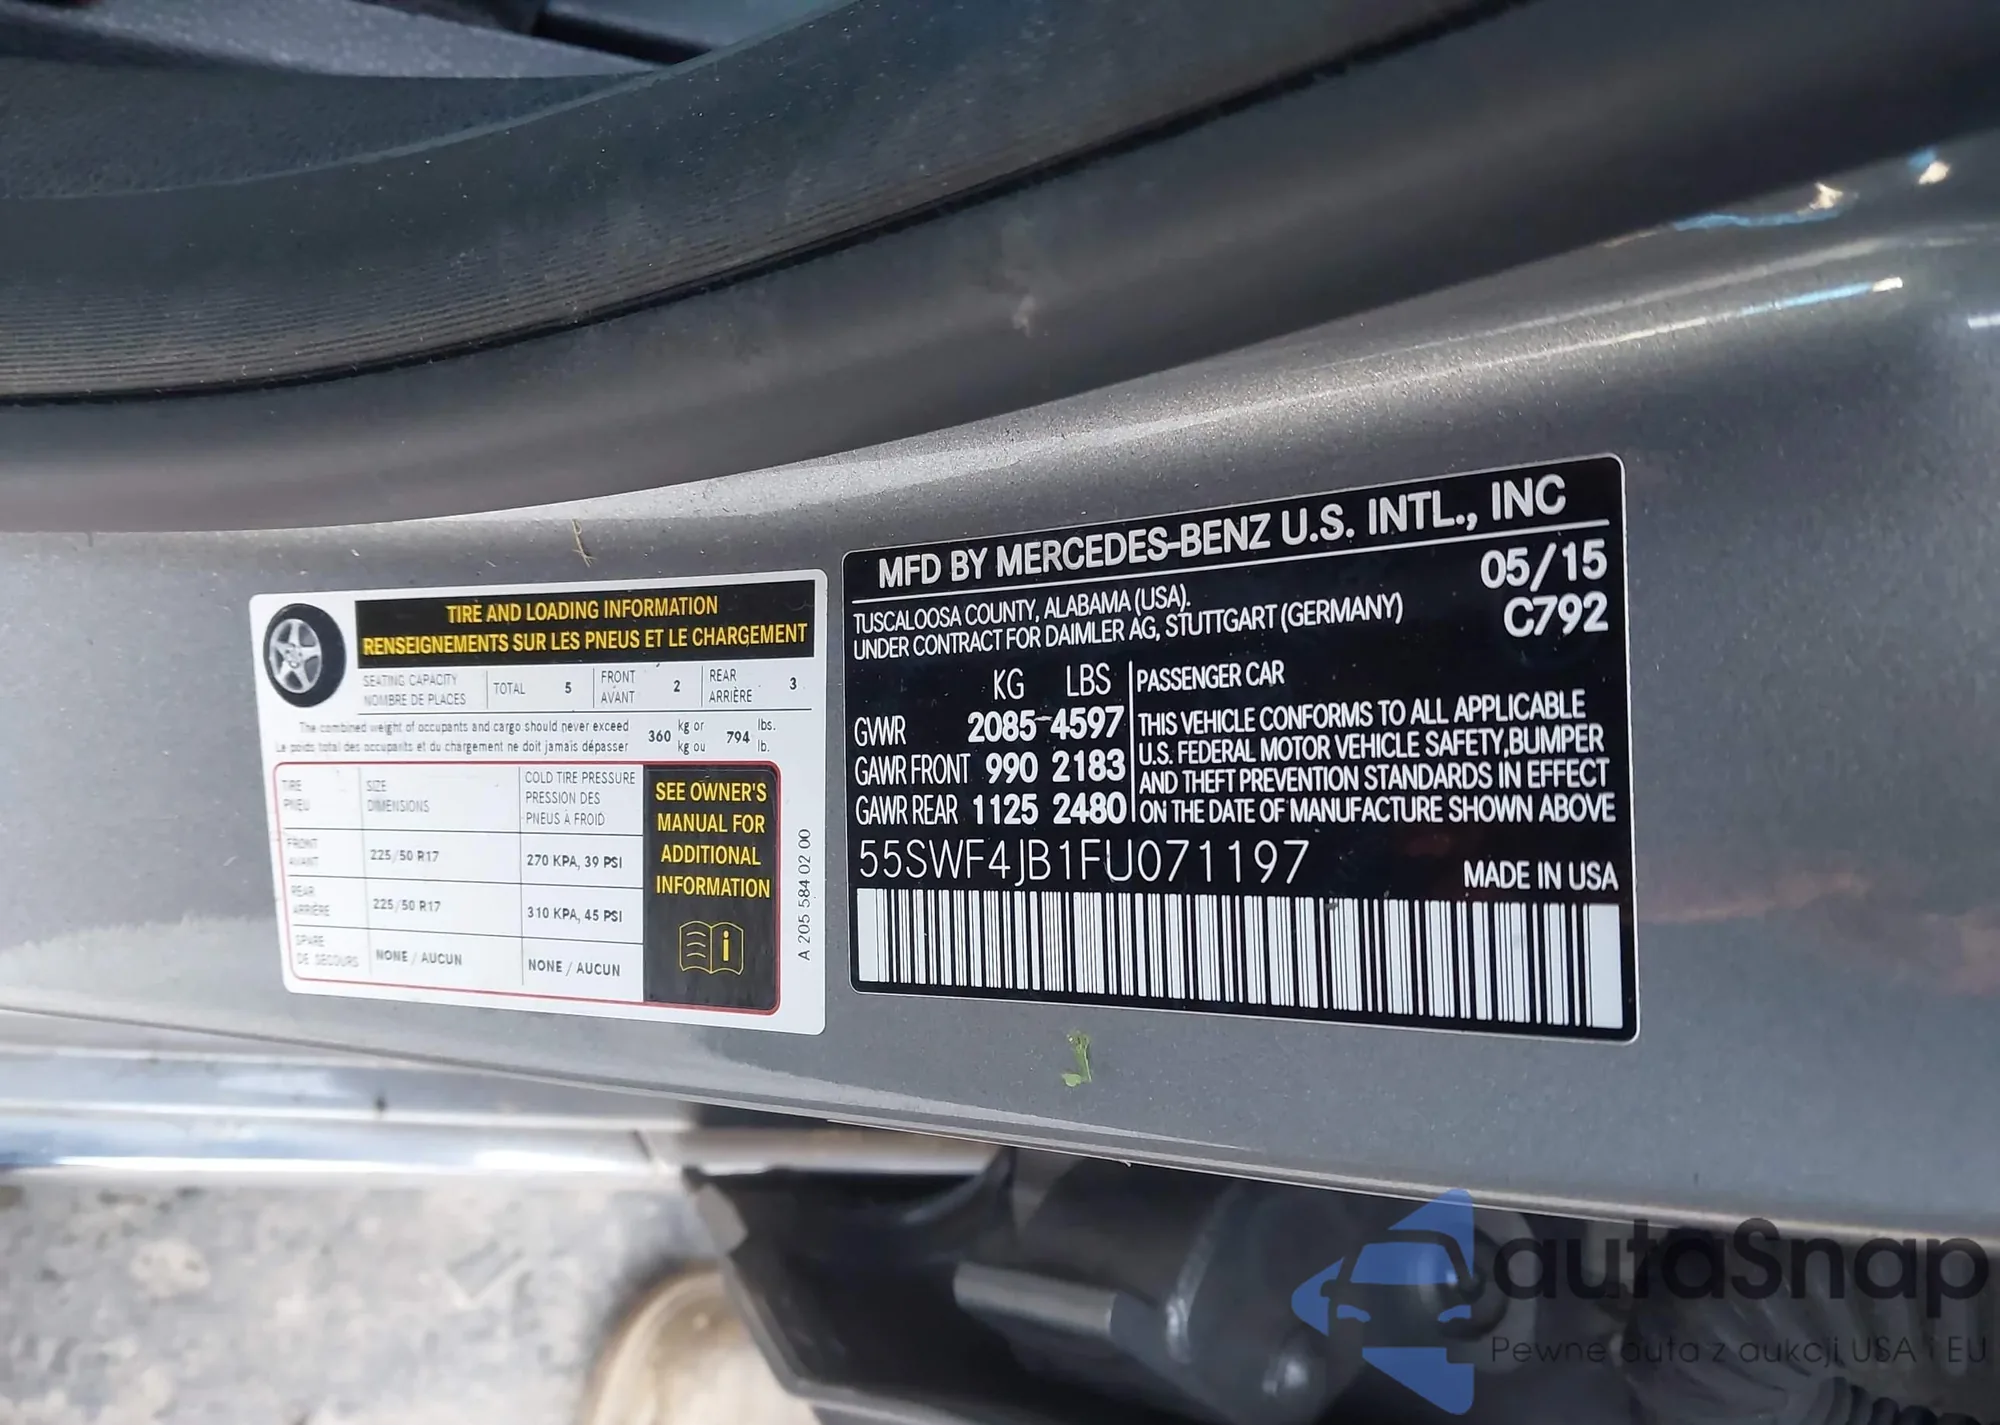 TIRE AND LOADING INFORMATION
RENSEIGNEMENTS SUR LES PNEUS ET LE CHARGEMENT
SEATING CAPACITY
NOMBRE DE PLACES
TOTAL 5
FRONT
AVANT
2
REAR
ARRIÈRE
3
The combined weight of occupants and cargo should never exceed
Le poids total des occupants et du chargement ne doit jamais dépasser
360 kg or
kg ou
794 lbs.
lb.
TIRE
PNEU
SIZE
DIMENSIONS
COLD TIRE PRESSURE
PRESSION DES
PNEUS À FROID
FRONT
AVANT
225/50 R17
270 KPA, 39 PSI
REAR
ARRIÈRE
225/50 R17
310 KPA, 45 PSI
SPARE
DE SECOURS
NONE / AUCUN
NONE / AUCUN
SEE OWNER'S
MANUAL FOR
ADDITIONAL
INFORMATION
A 205 584 02 00
MFD BY MERCEDES-BENZ U.S. INTL., INC
TUSCALOOSA COUNTY, ALABAMA (USA).
UNDER CONTRACT FOR DAIMLER AG, STUTTGART (GERMANY)
05/15
C792
KG LBS
GVWR 2085 4597
GAWR FRONT 990 2183
GAWR REAR 1125 2480
PASSENGER CAR
THIS VEHICLE CONFORMS TO ALL APPLICABLE
U.S. FEDERAL MOTOR VEHICLE SAFETY,BUMPER
AND THEFT PREVENTION STANDARDS IN EFFECT
ON THE DATE OF MANUFACTURE SHOWN ABOVE
55SWF4JB1FU071197
MADE IN USA
autaSnap
Pewne auta z aukcji USA i EU